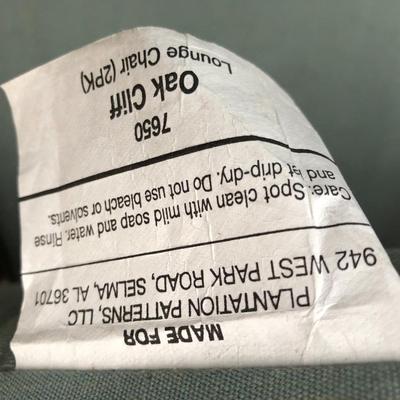 MADE FOR
PLANTATION PATTERNS, LLC
942 WEST PARK ROAD, SELMA, AL 36701
Care: Spot clean with mild soap and water. Rinse
and let drip-dry. Do not use bleach or solvents.
7650
Oak Cliff
Lounge Chair (2PK)